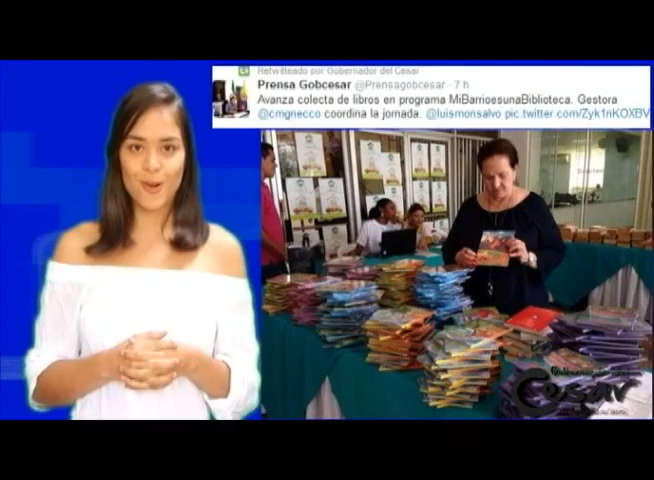 Retwitteado por Gobernador del Cesar
Prensa Gobcesar @Prensagobcesar · 7 h
Avanza colecta de libros en programa MiBarrioesunaBiblioteca. Gestora
@cmgnecco coordina la jornada. @luismonsalvo pic.twitter.com/Zyk1nKOXBV
Cesar